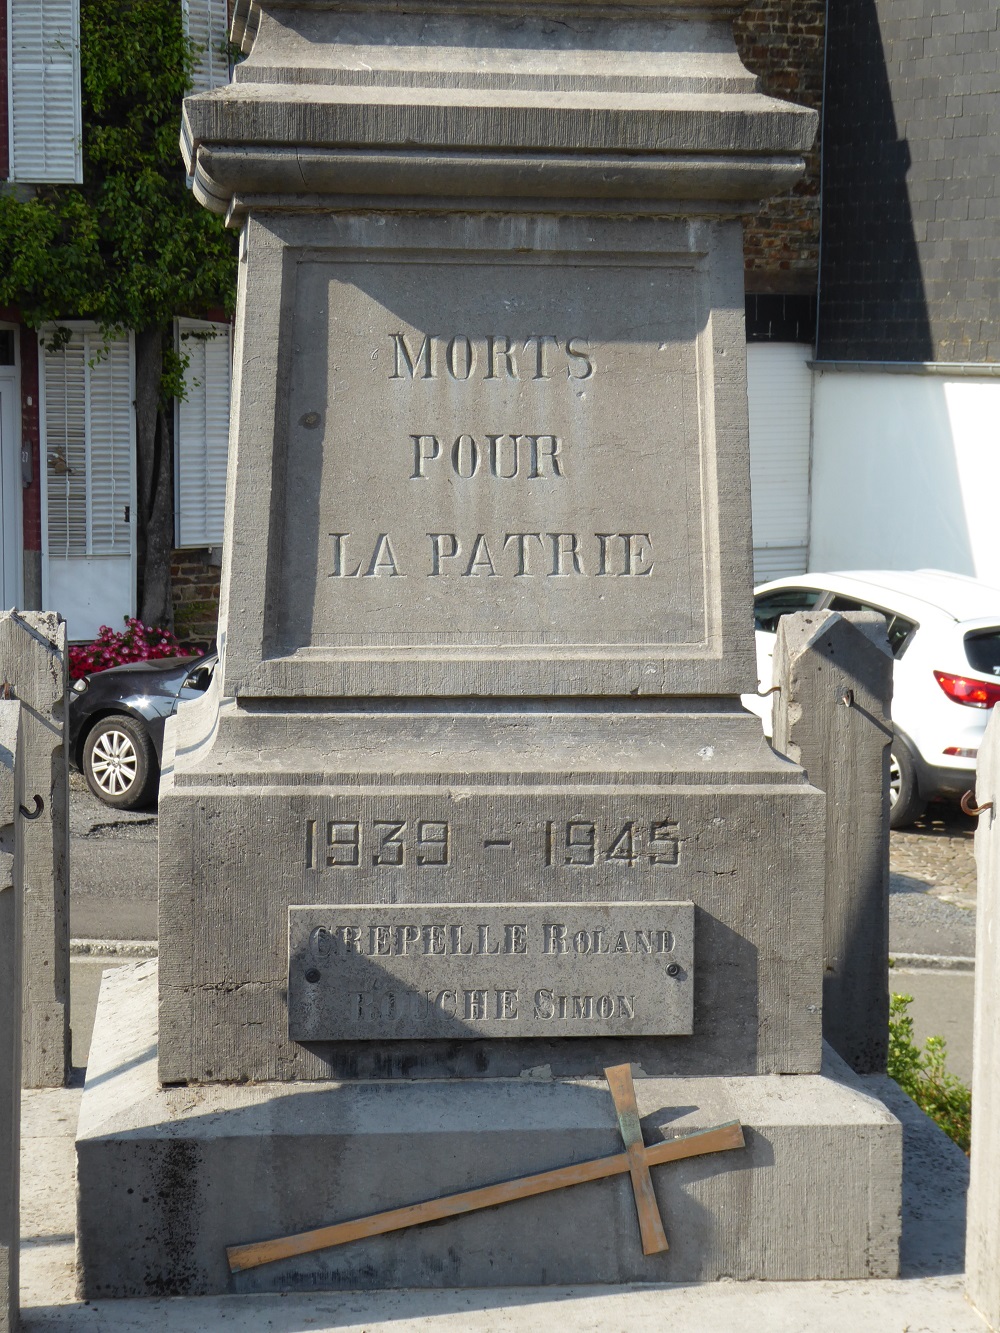 MORTS
POUR
LA PATRIE
1939 - 1945
CREPELLE ROLAND
SIMON